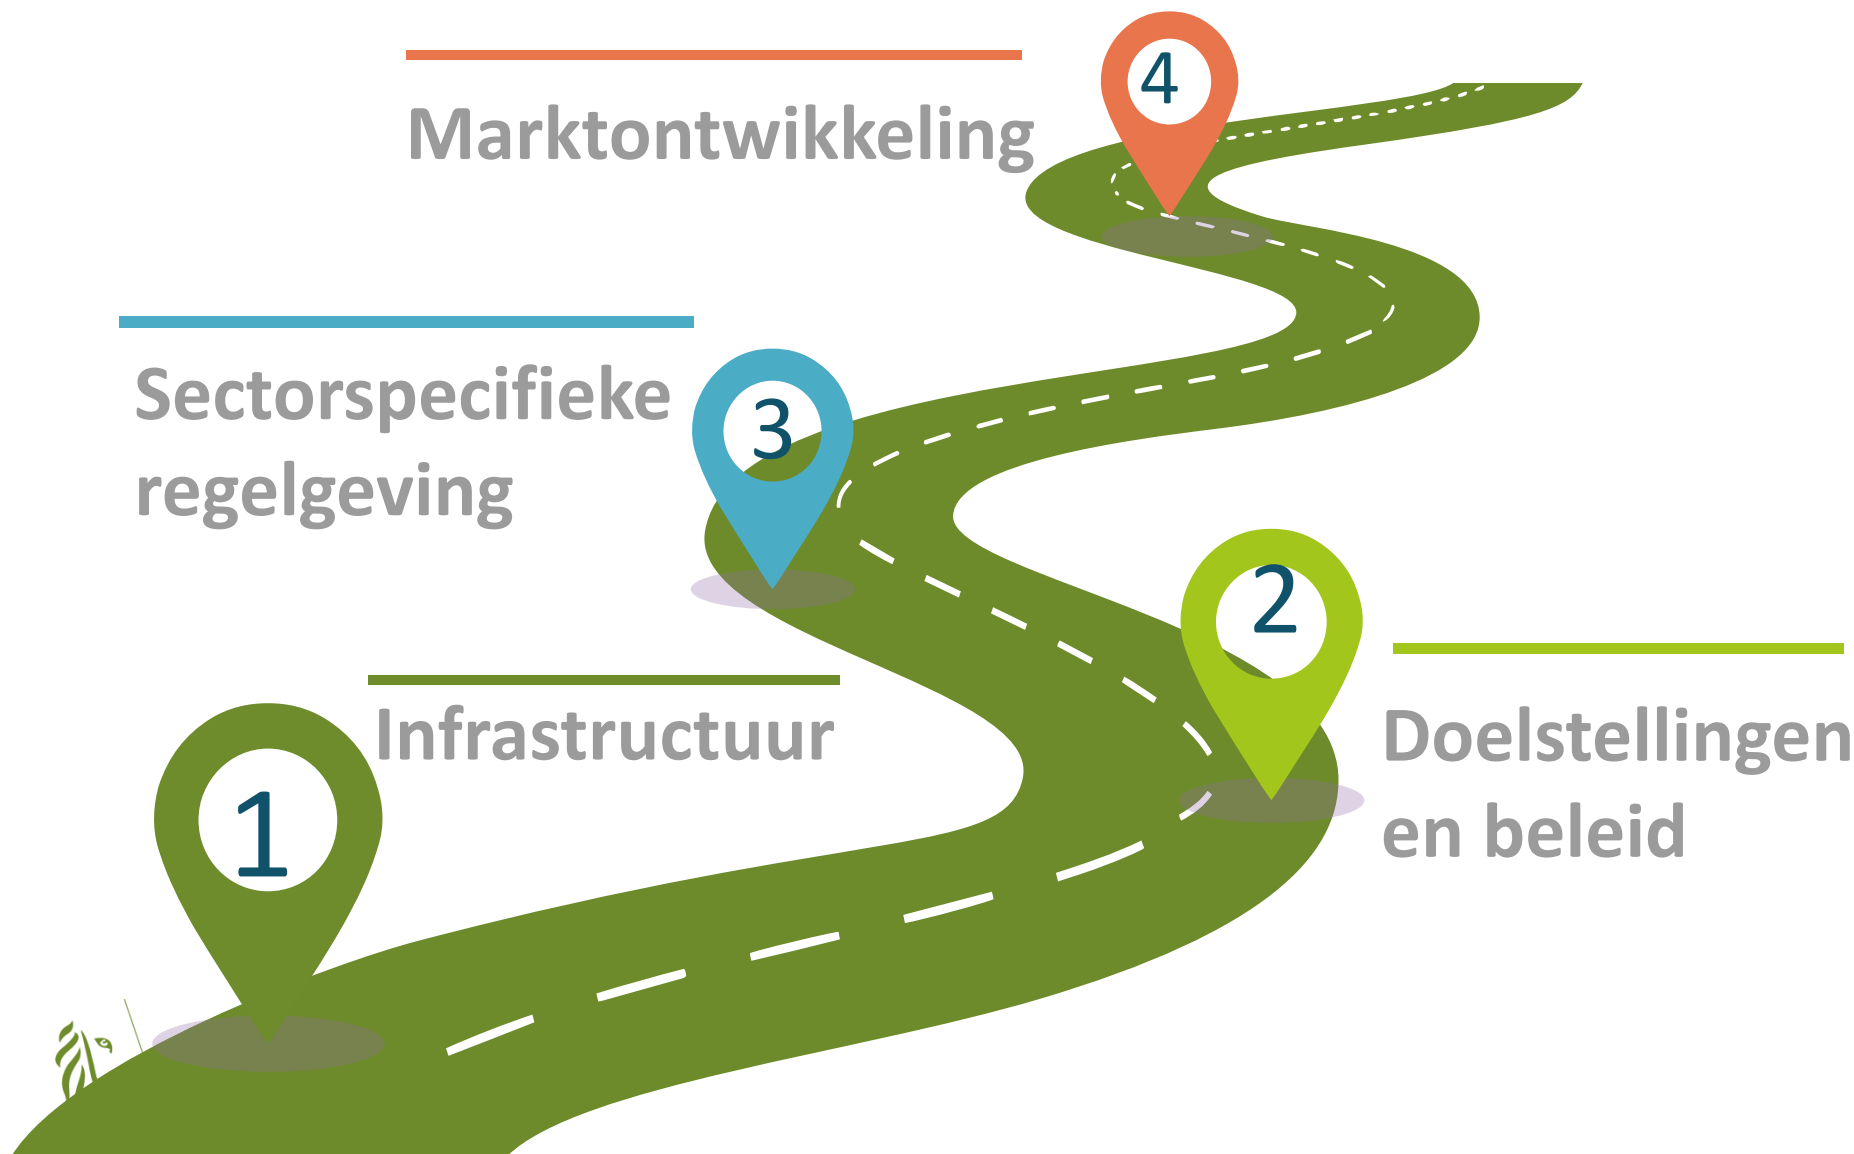 4
Marktontwikkeling
3
Sectorspecifieke
regelgeving
2
Doelstellingen
en beleid
1
Infrastructuur